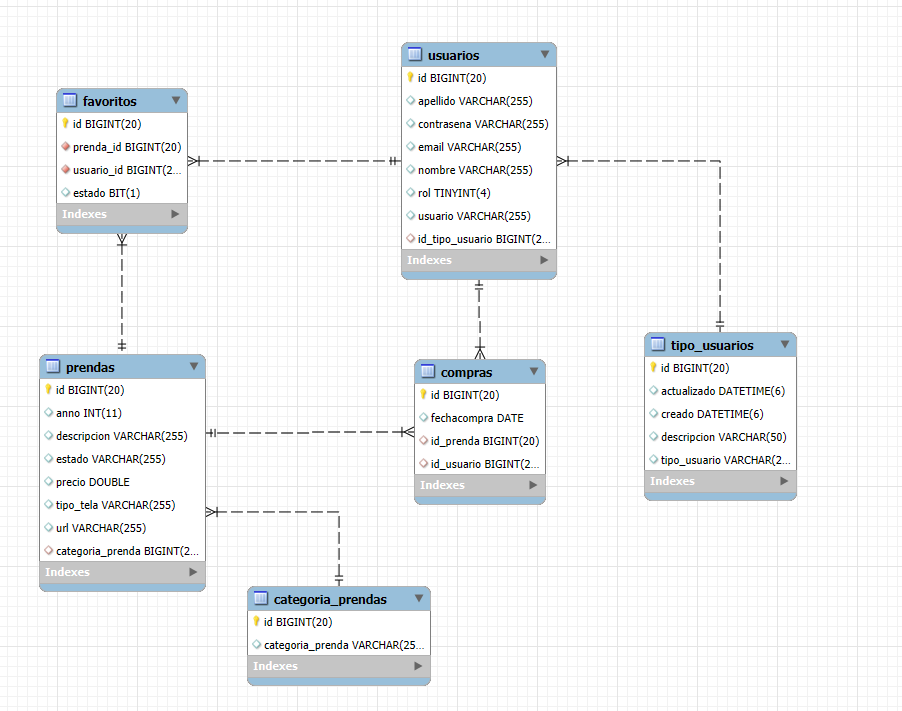 usuarios
id BIGINT(20)
apellido VARCHAR(255)
contrasena VARCHAR(255)
email VARCHAR(255)
nombre VARCHAR(255)
rol TINYINT(4)
usuario VARCHAR(255)
id_tipo_usuario BIGINT(2...
Indexes
favoritos
id BIGINT(20)
prenda_id BIGINT(20)
usuario_id BIGINT(2...
estado BIT(1)
Indexes
prendas
id BIGINT(20)
anno INT(11)
descripcion VARCHAR(255)
estado VARCHAR(255)
precio DOUBLE
tipo_tela VARCHAR(255)
url VARCHAR(255)
categoria_prenda BIGINT(2...
Indexes
compras
id BIGINT(20)
fechacompra DATE
id_prenda BIGINT(20)
id_usuario BIGINT(2...
Indexes
tipo_usuarios
id BIGINT(20)
actualizado DATETIME(6)
creado DATETIME(6)
descripcion VARCHAR(50)
tipo_usuario VARCHAR(2...
Indexes
categoria_prendas
id BIGINT(20)
categoria_prenda VARCHAR(25...
Indexes